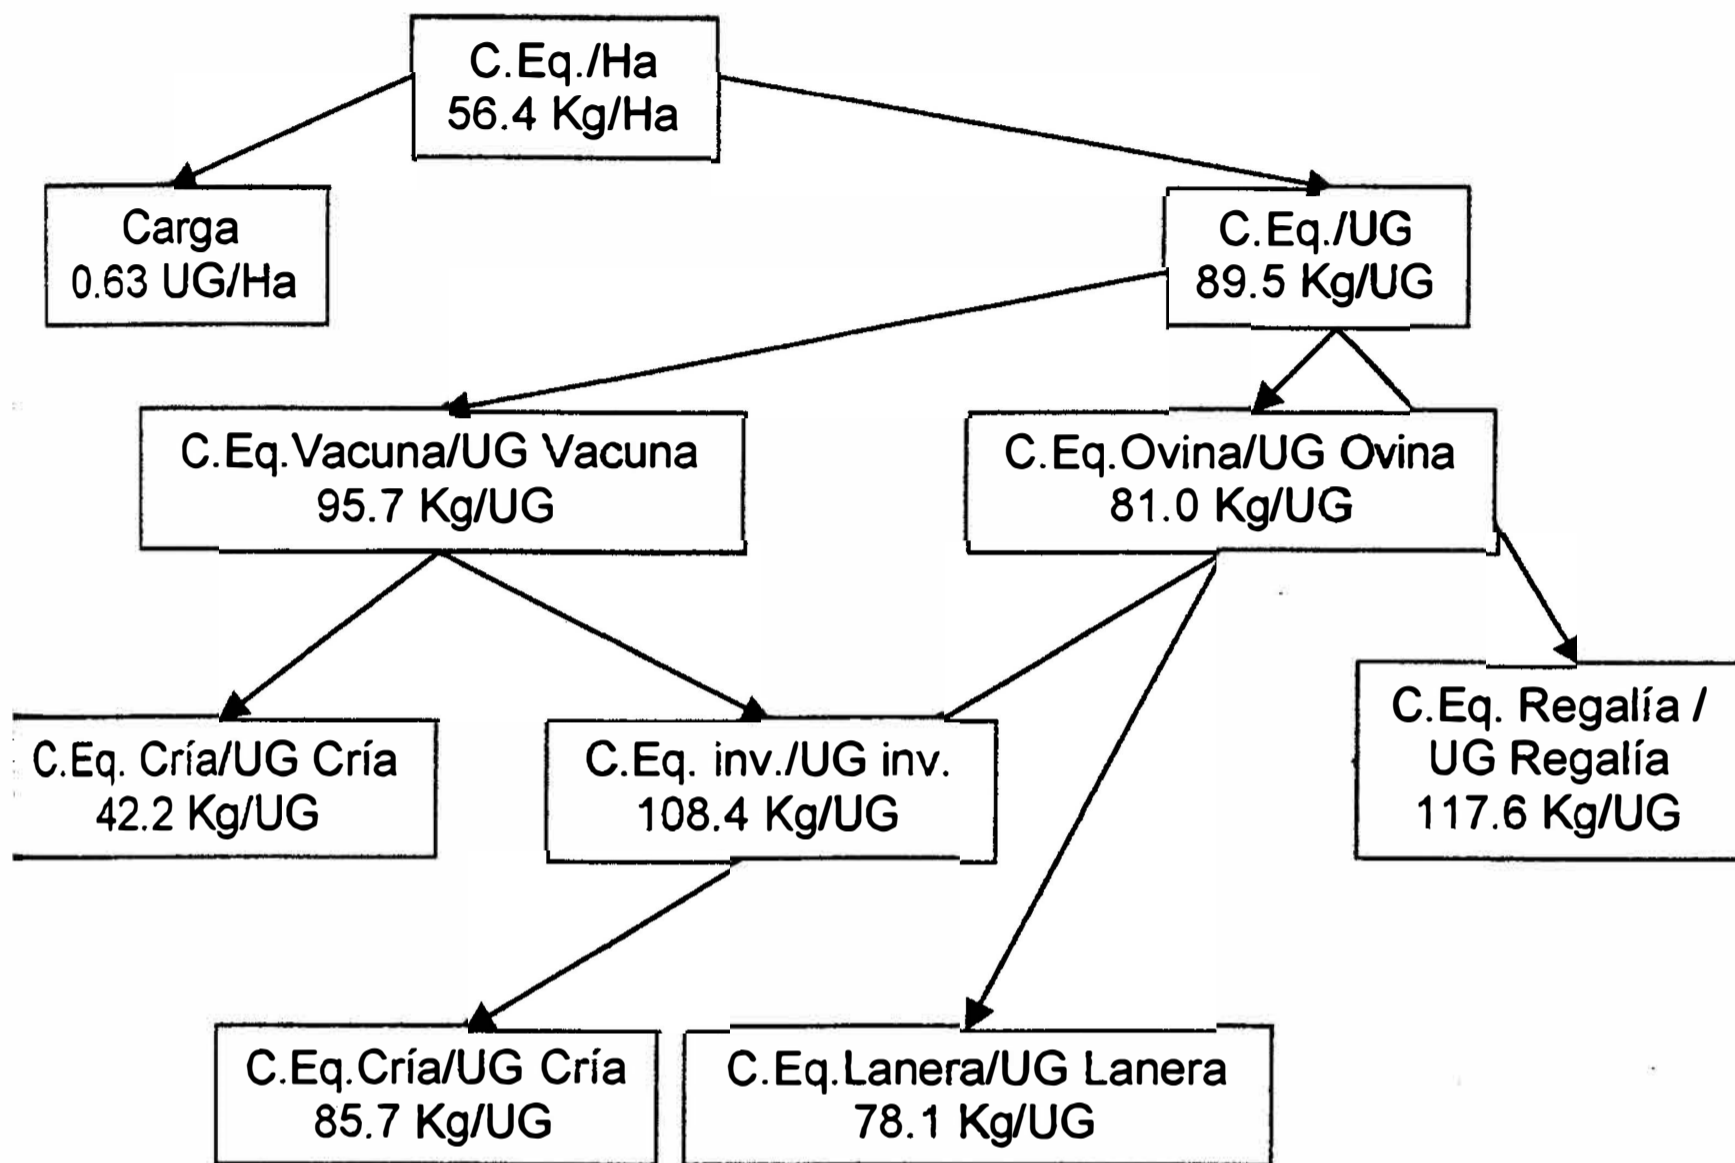 C.Eq./Ha
56.4 Kg/Ha
Carga
0.63 UG/Ha
C.Eq./UG
89.5 Kg/UG
C.Eq.Vacuna/UG Vacuna
95.7 Kg/UG
C.Eq.Ovina/UG Ovina
81.0 Kg/UG
C.Eq. Cría/UG Cría
42.2 Kg/UG
C.Eq. inv./UG inv.
108.4 Kg/UG
C.Eq. Regalía /
UG Regalía
117.6 Kg/UG
C.Eq.Cría/UG Cría
85.7 Kg/UG
C.Eq.Lanera/UG Lanera
78.1 Kg/UG